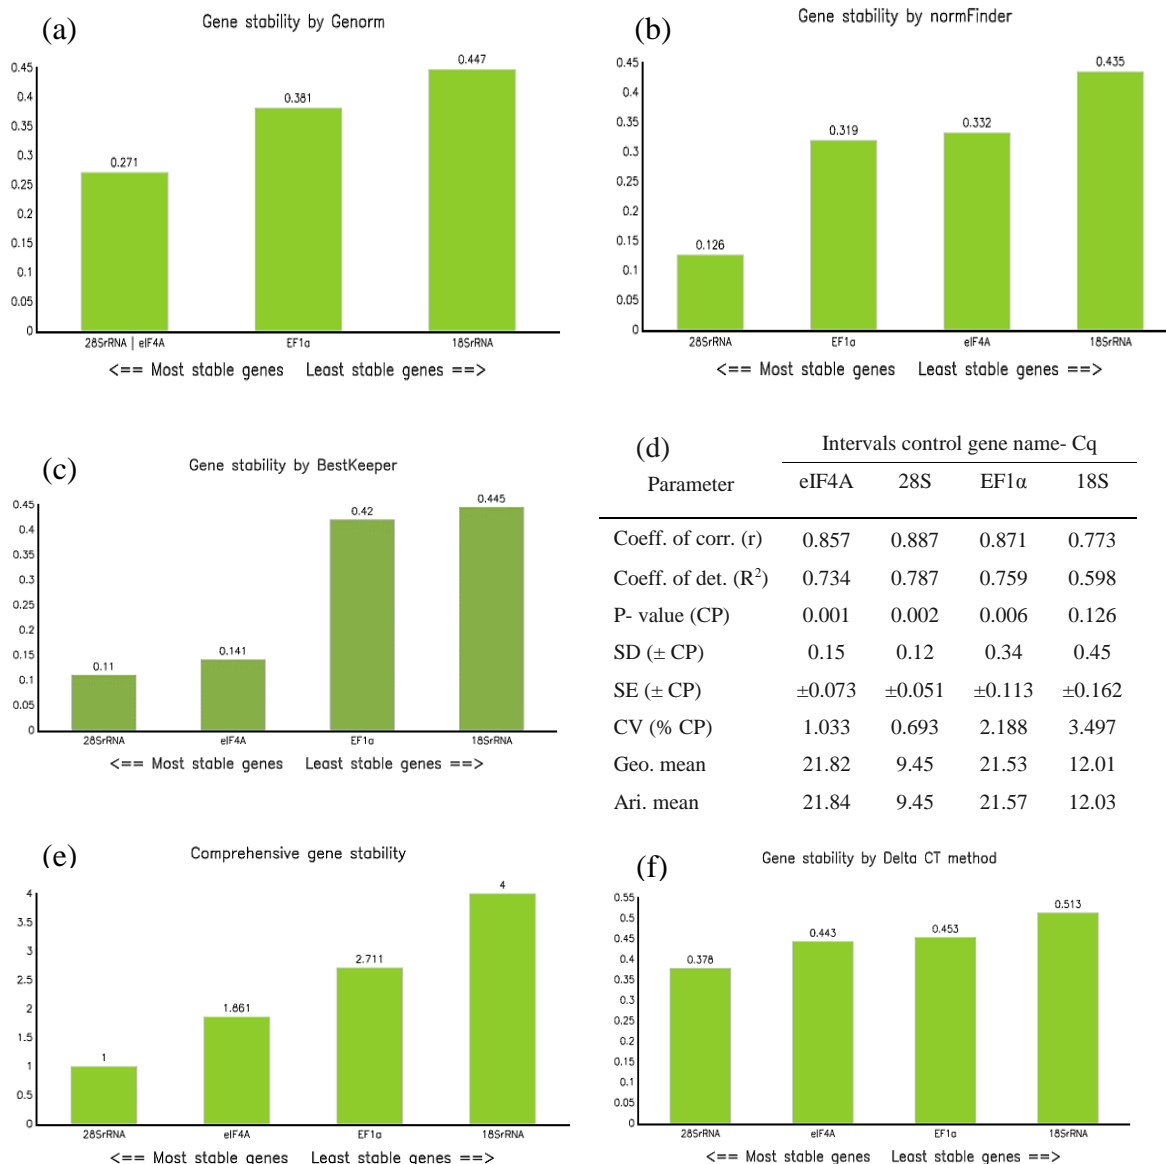 (a)
Gene stability by Genorm
0.45
0.4
0.35
0.3
0.25
0.2
0.15
0.1
0.05
0
0.271
0.381
0.447
28SrRNA | eIF4A EF1α 18SrRNA
<== Most stable genes Least stable genes ==>
(b)
Gene stability by normFinder
0.45
0.4
0.35
0.3
0.25
0.2
0.15
0.1
0.05
0
0.126
0.319
0.332
0.435
28SrRNA EF1α eIF4A 18SrRNA
<== Most stable genes Least stable genes ==>
(c)
Gene stability by BestKeeper
0.45
0.4
0.35
0.3
0.25
0.2
0.15
0.1
0.05
0
0.11
0.141
0.42
0.445
28SrRNA eIF4A EF1α 18SrRNA
<== Most stable genes Least stable genes ==>
(d)
Intervals control gene name- Cq
Parameter eIF4A 28S EF1α 18S
Coeff. of corr. (r) 0.857 0.887 0.871 0.773
Coeff. of det. (R²) 0.734 0.787 0.759 0.598
P- value (CP) 0.001 0.002 0.006 0.126
SD (± CP) 0.15 0.12 0.34 0.45
SE (± CP) ±0.073 ±0.051 ±0.113 ±0.162
CV (% CP) 1.033 0.693 2.188 3.497
Geo. mean 21.82 9.45 21.53 12.01
Ari. mean 21.84 9.45 21.57 12.03
(e)
Comprehensive gene stability
4
3.5
3
2.5
2
1.5
1
0.5
0
1
1.861
2.711
4
28SrRNA eIF4A EF1α 18SrRNA
<== Most stable genes Least stable genes ==>
(f)
Gene stability by Delta CT method
0.55
0.5
0.45
0.4
0.35
0.3
0.25
0.2
0.15
0.1
0.05
0
0.378
0.443
0.453
0.513
28SrRNA eIF4A EF1α 18SrRNA
<== Most stable genes Least stable genes ==>